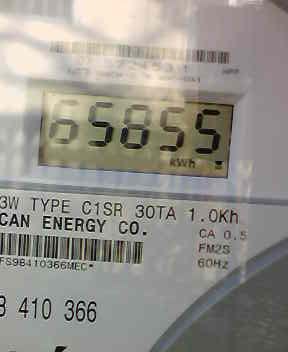 65855
kWh
3W TYPE C1SR 30TA 1.0Kh
CAN ENERGY CO.
CA 0.5
FM2S
60Hz
FS9B410366MEC*
410 366